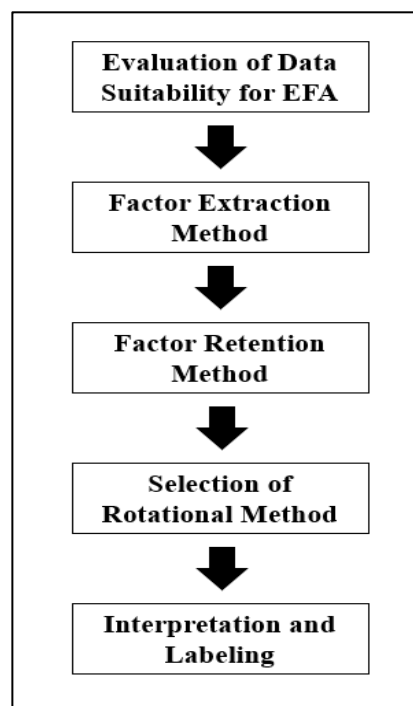 Evaluation of Data
Suitability for EFA
Factor Extraction
Method
Factor Retention
Method
Selection of
Rotational Method
Interpretation and
Labeling